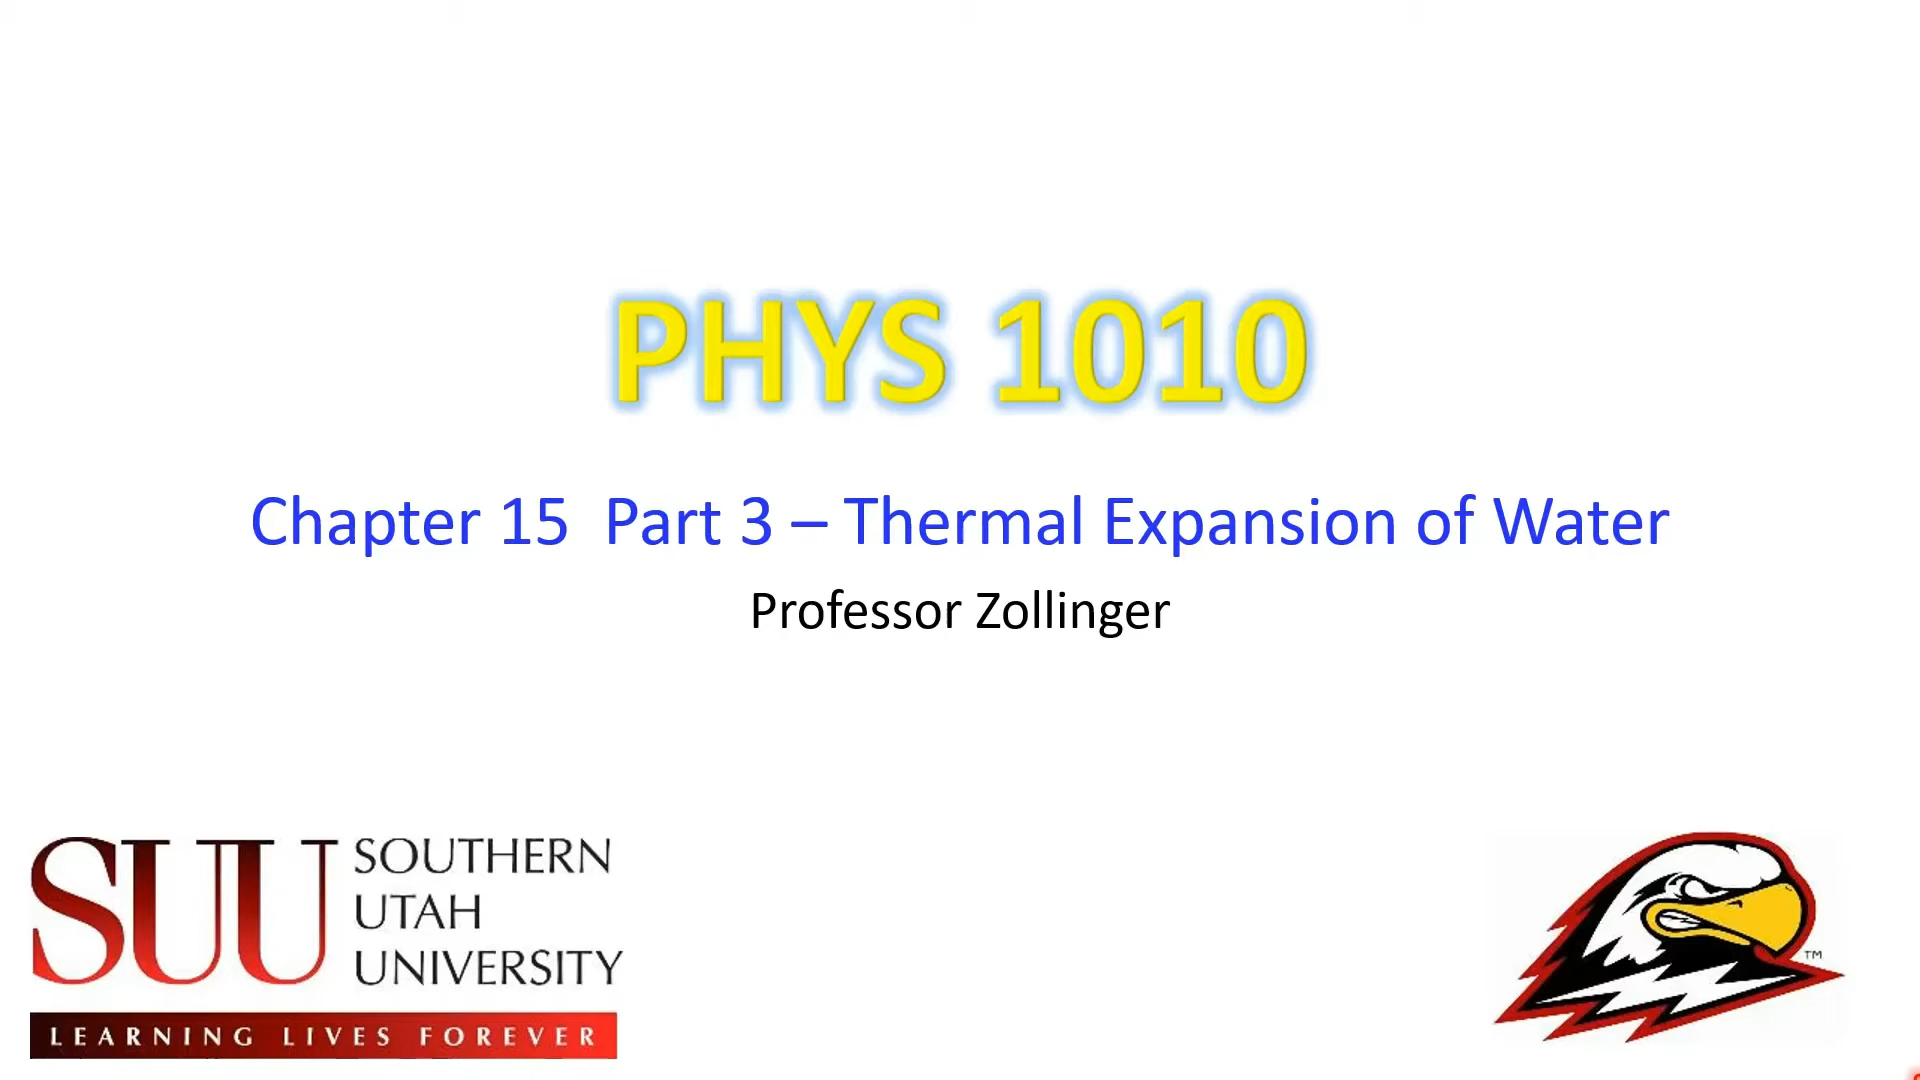 PHYS 1010
Chapter 15  Part 3 – Thermal Expansion of Water
Professor Zollinger
SUU SOUTHERN
UTAH
UNIVERSITY
LEARNING LIVES FOREVER
TM